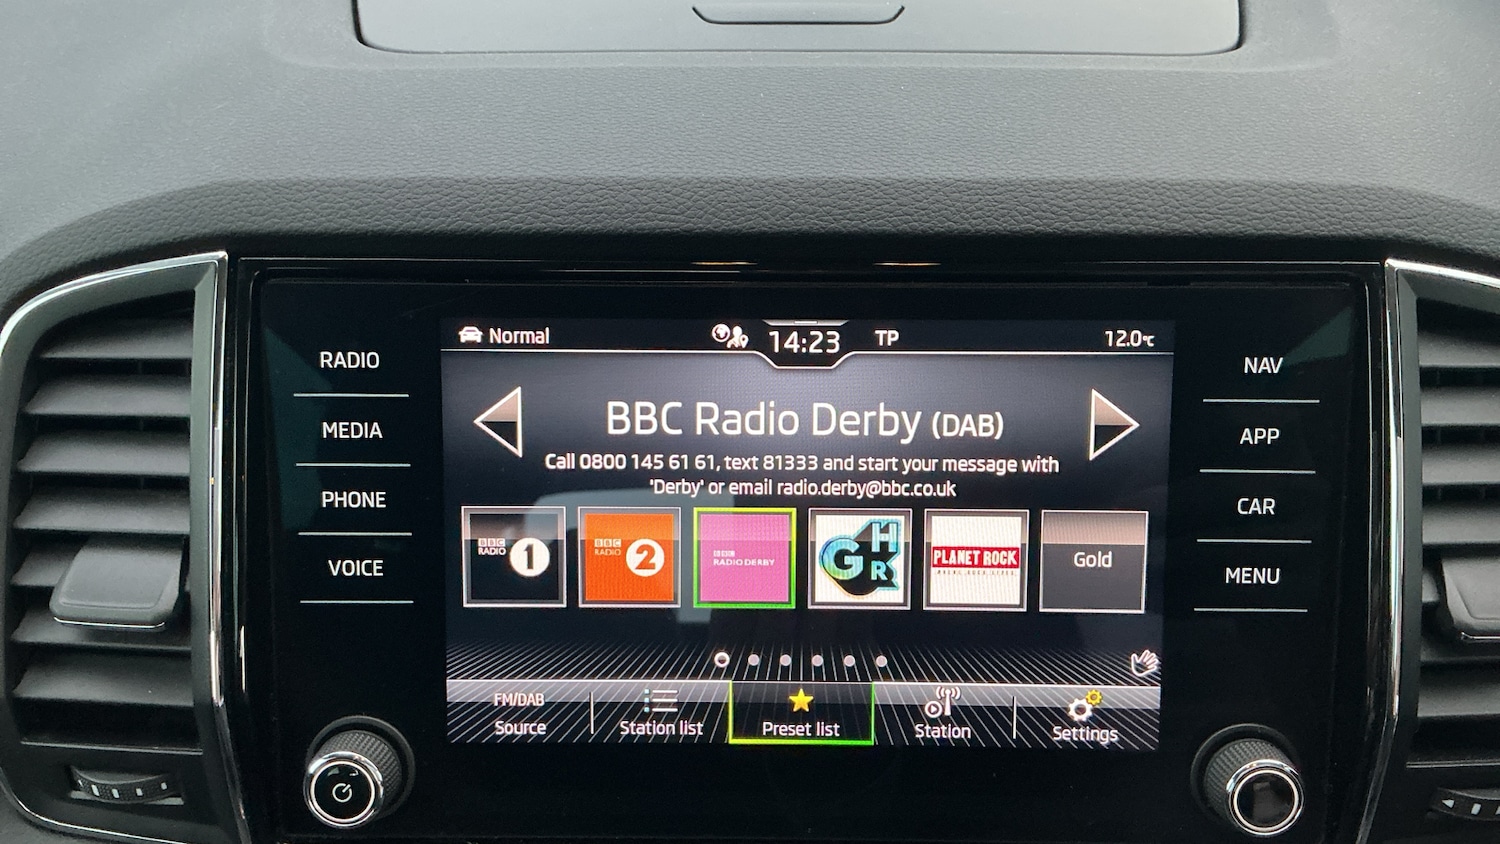 Normal
14:23
TP
12.0℃
RADIO
MEDIA
PHONE
VOICE
NAV
APP
CAR
MENU
BBC Radio Derby (DAB)
Call 0800 145 61 61, text 81333 and start your message with
'Derby' or email radio.derby@bbc.co.uk
BBC
RADIO 1
BBC
RADIO 2
BBC
RADIO DERBY
GHR
PLANET ROCK
Gold
FM/DAB
Source
Station list
Preset list
Station
Settings